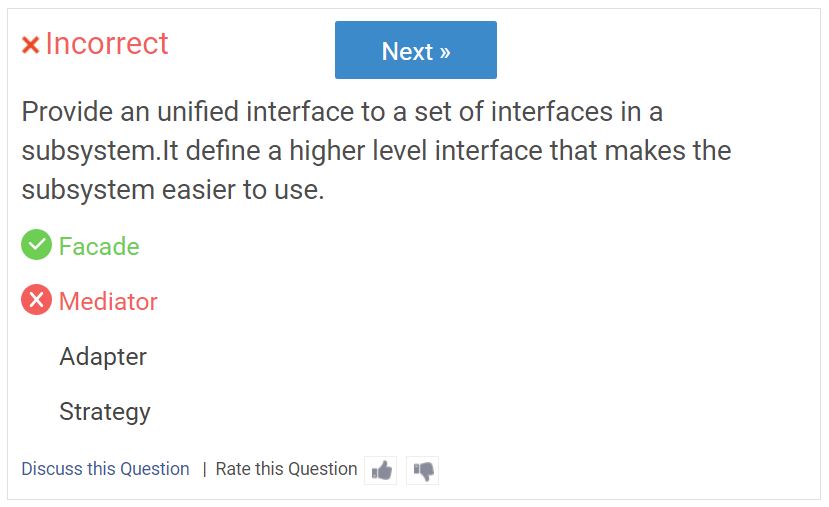 Incorrect
Next »
Provide an unified interface to a set of interfaces in a
subsystem.It define a higher level interface that makes the
subsystem easier to use.
Facade
Mediator
Adapter
Strategy
Discuss this Question | Rate this Question